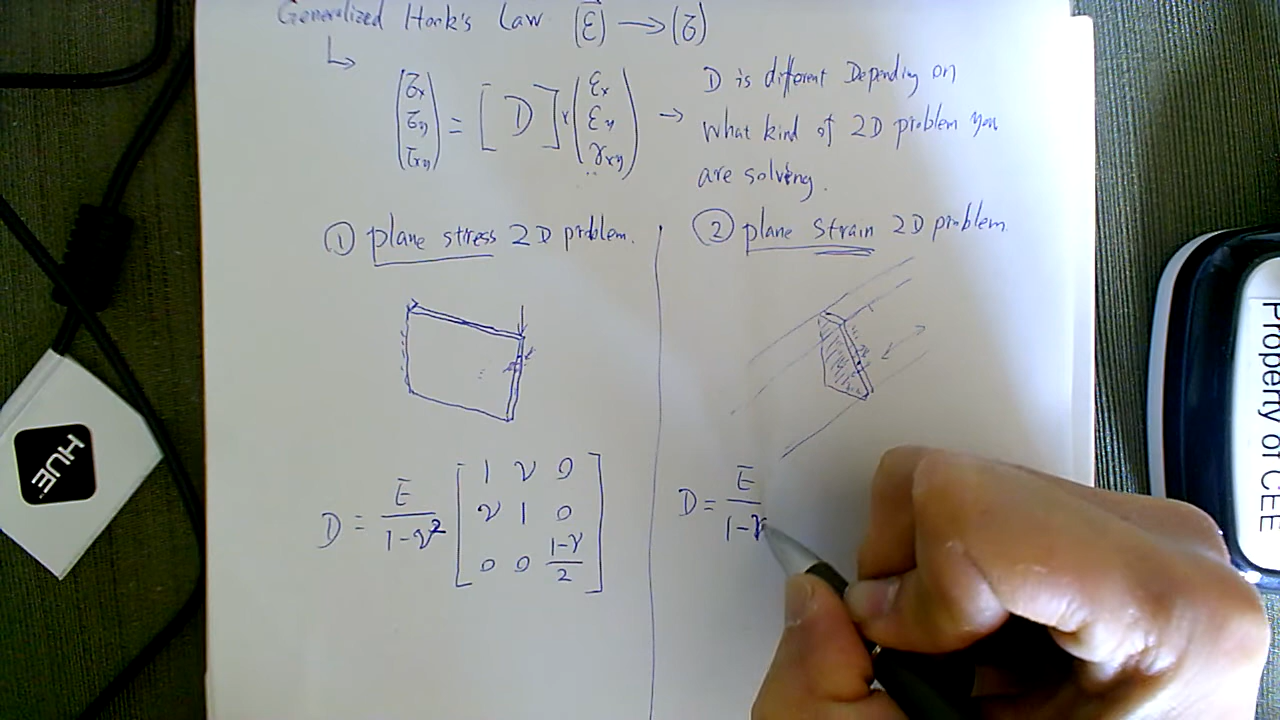 Generalized Hook's Law (ε) → (σ)
↳ (σx σy τxy) = [D] × (εx εy γxy) → D is different Depending on
what kind of 2D problem you
are solving.
① plane stress 2D problem.
② plane strain 2D problem.
D = E/(1-ν²) [1 ν 0
ν 1 0
0 0 (1-ν)/2]
D = E/(1-ν
HUE
Property of CEE